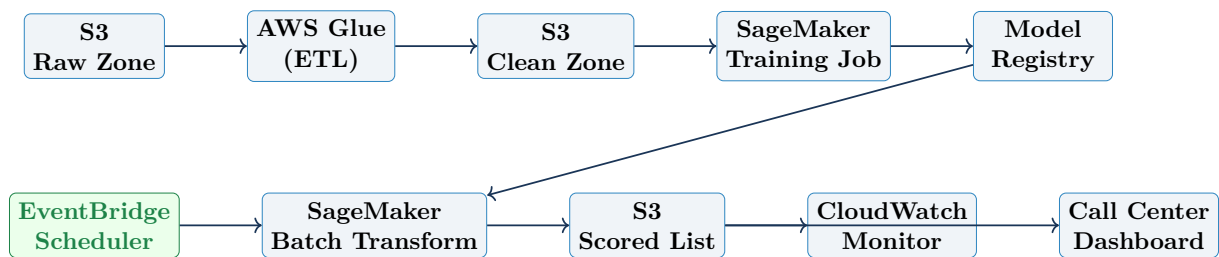 S3
Raw Zone
AWS Glue
(ETL)
S3
Clean Zone
SageMaker
Training Job
Model
Registry
EventBridge
Scheduler
SageMaker
Batch Transform
S3
Scored List
CloudWatch
Monitor
Call Center
Dashboard